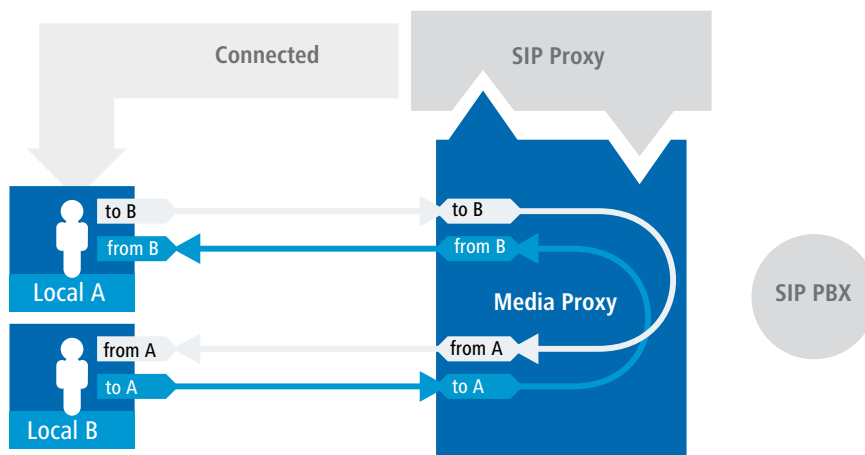 Connected
SIP Proxy
to B
to B
from B
from B
Local A
Media Proxy
SIP PBX
from A
from A
to A
to A
Local B